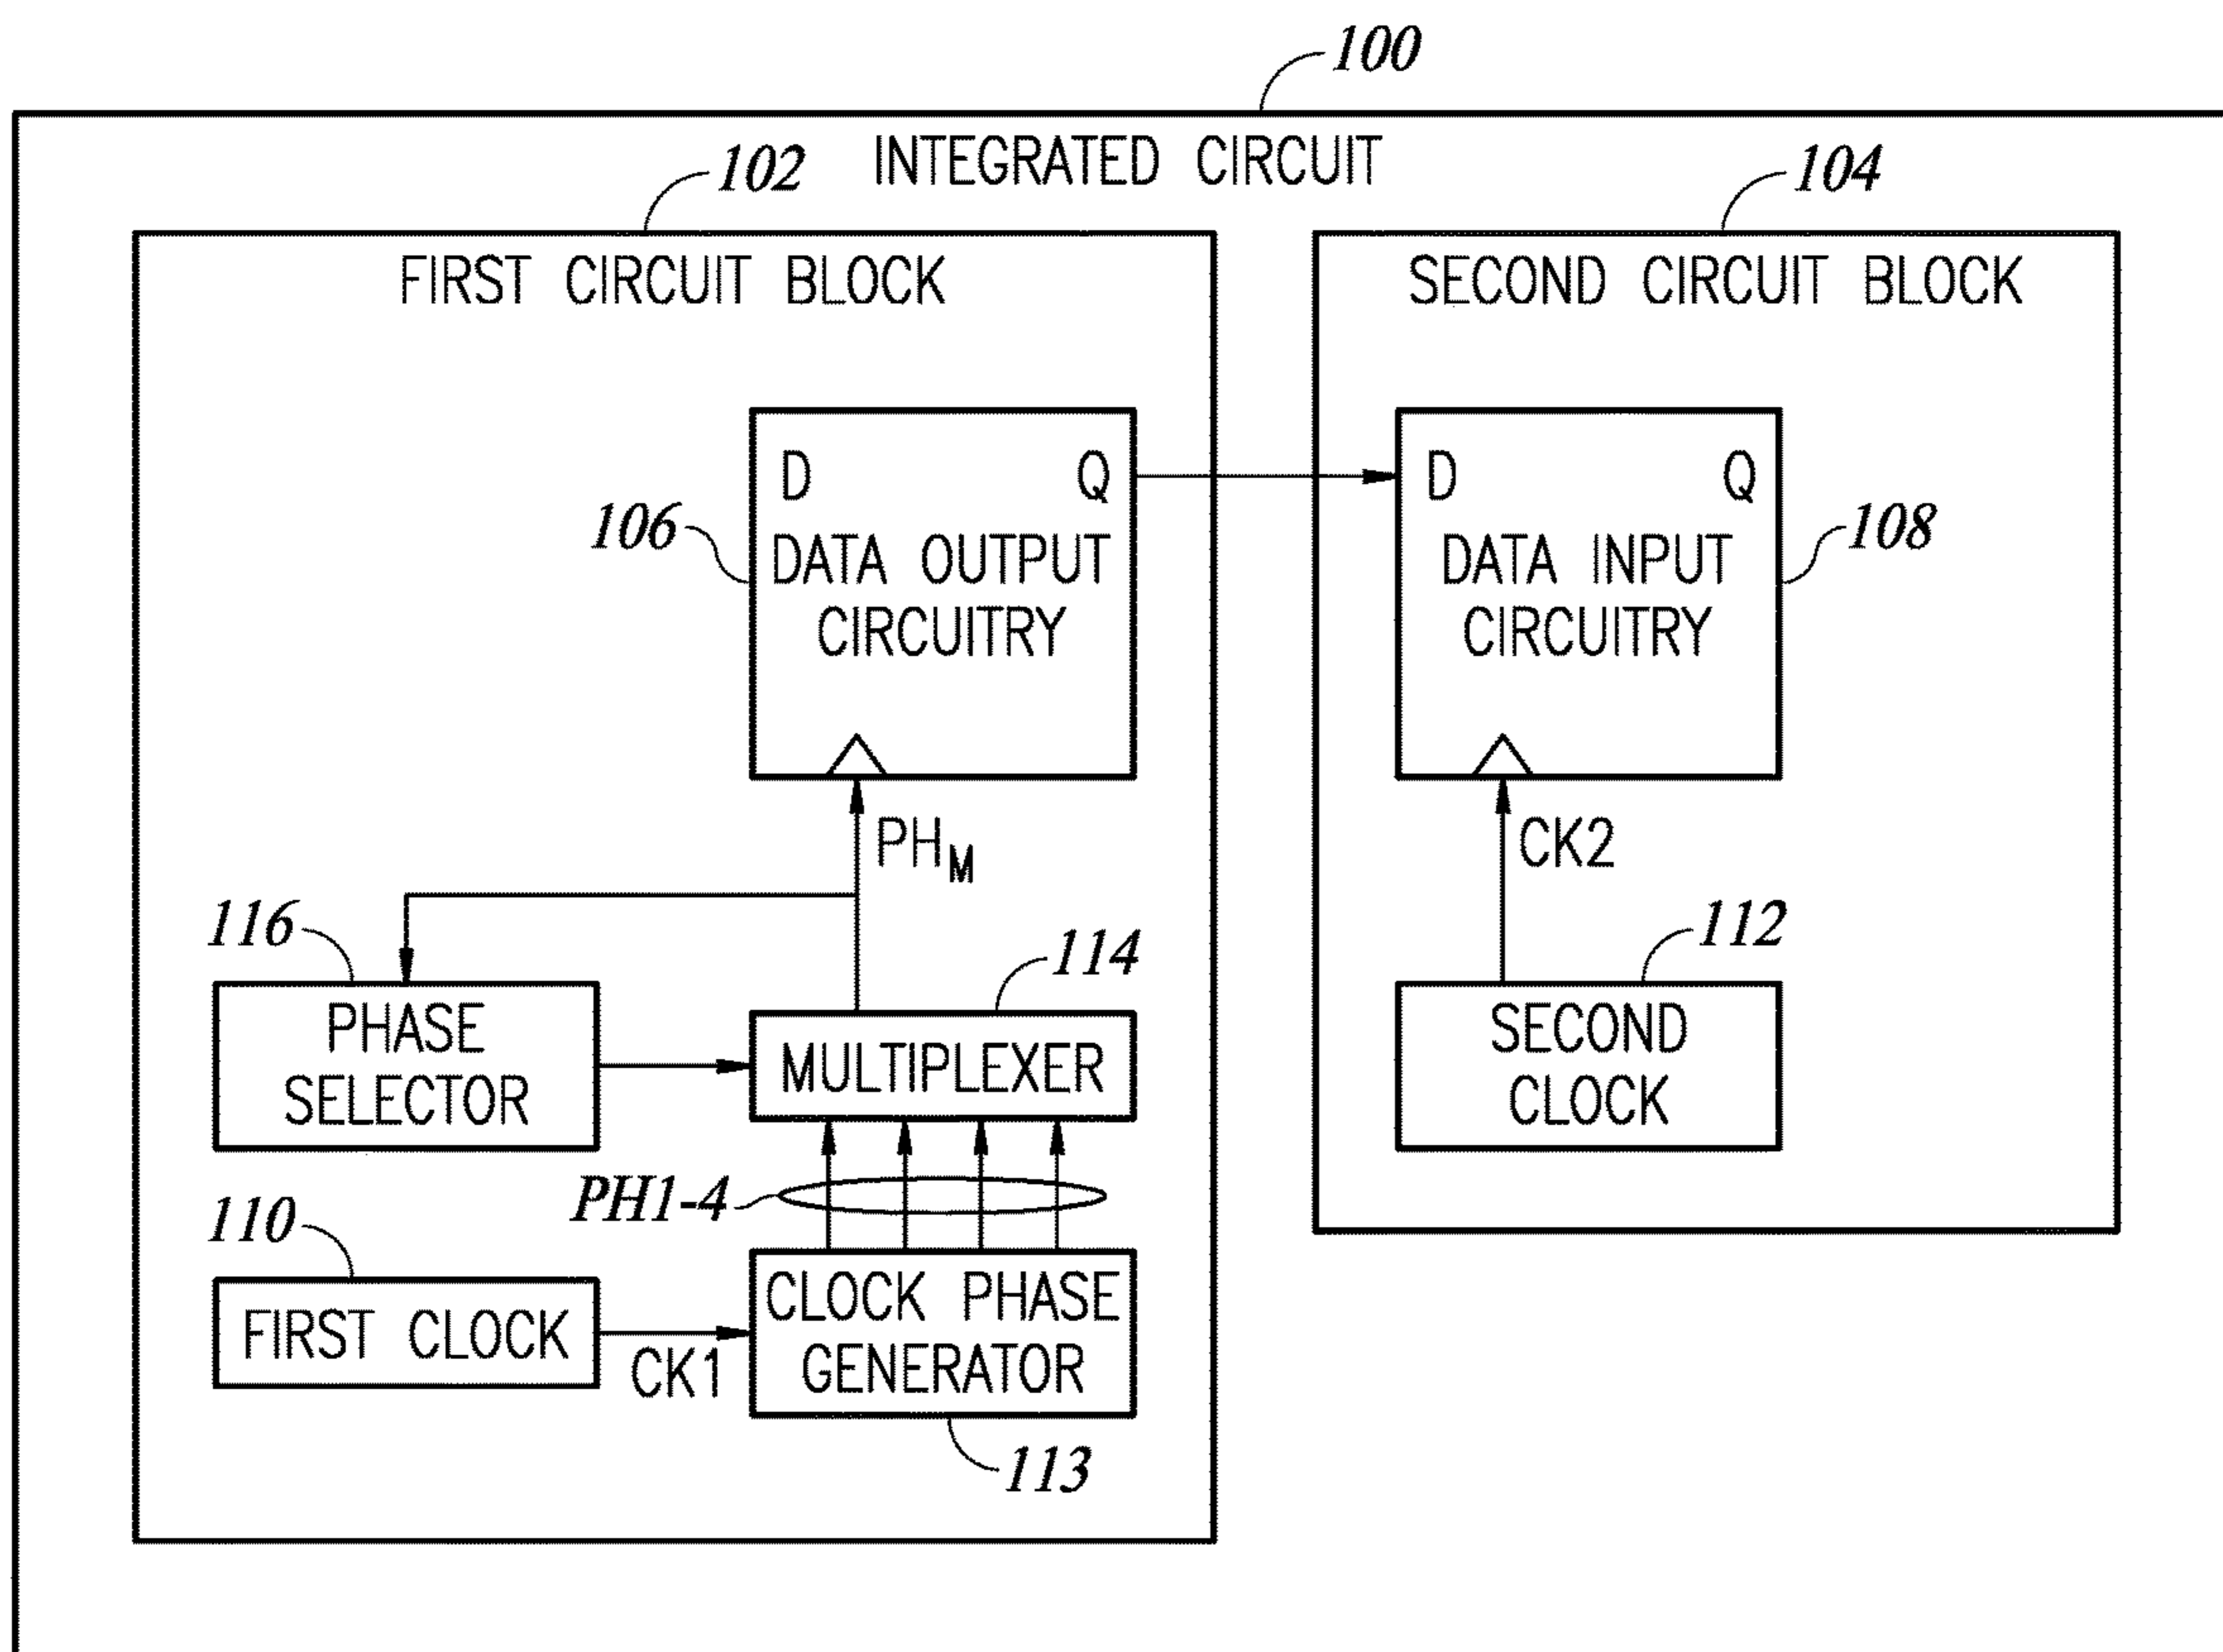 100
INTEGRATED CIRCUIT
102
104
FIRST CIRCUIT BLOCK
SECOND CIRCUIT BLOCK
D Q
106
DATA OUTPUT
CIRCUITRY
D Q
DATA INPUT
CIRCUITRY
108
PHM
CK2
116
PHASE
SELECTOR
114
MULTIPLEXER
112
SECOND
CLOCK
PH1-4
110
FIRST CLOCK
CK1
CLOCK PHASE
GENERATOR
113